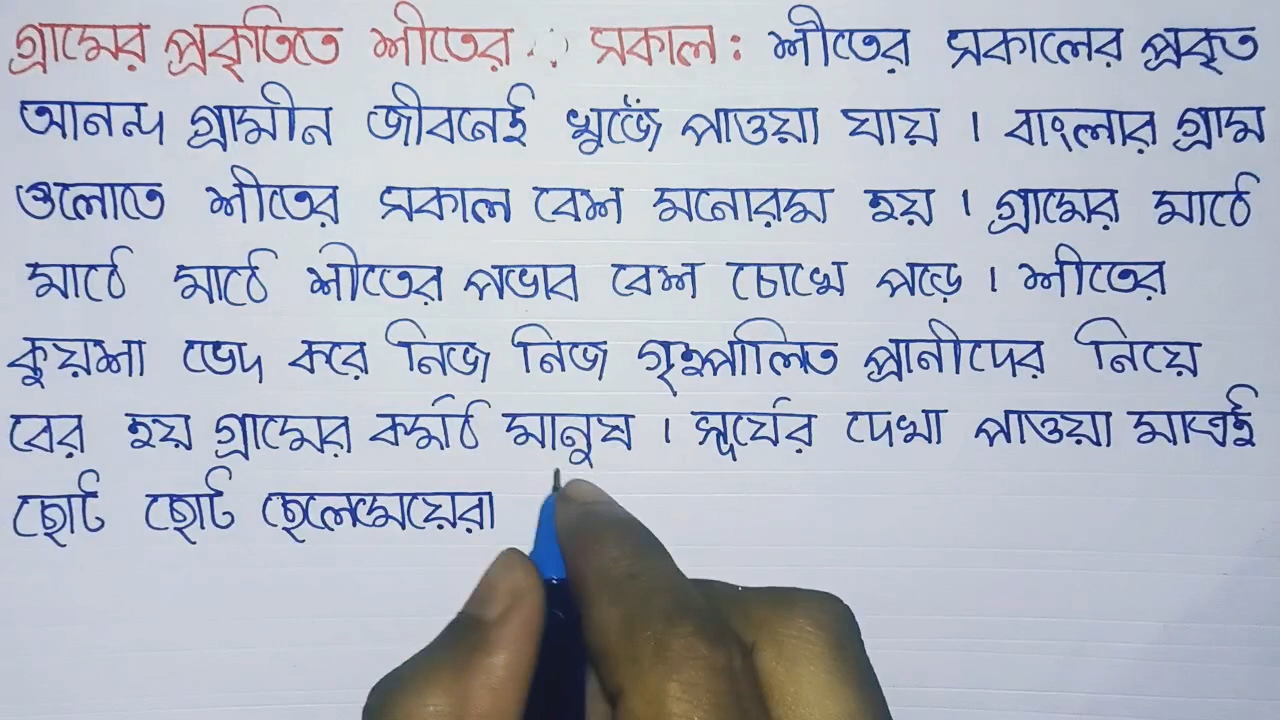 গ্রামের প্রকৃতিতে শীতের সকাল: শীতের সকালের প্রকৃত
আনন্দ গ্রামীন জীবনেই খুজেঁ পাওয়া যায় । বাংলার গ্রাম
গুলোতে শীতের সকাল বেশ মনোরম হয় । গ্রামের মাঠে
মাঠে মাঠে শীতের পভাব বেশ চোখে পড়ে । শীতের
কুয়শা ভেদ করে নিজ নিজ গৃহপালিত প্রানীদের নিয়ে
বের হয় গ্রামের কর্মঠ মানুষ । সূর্যের দেখা পাওয়া মাত্রই
ছোট ছোট ছেলেমেয়েরা